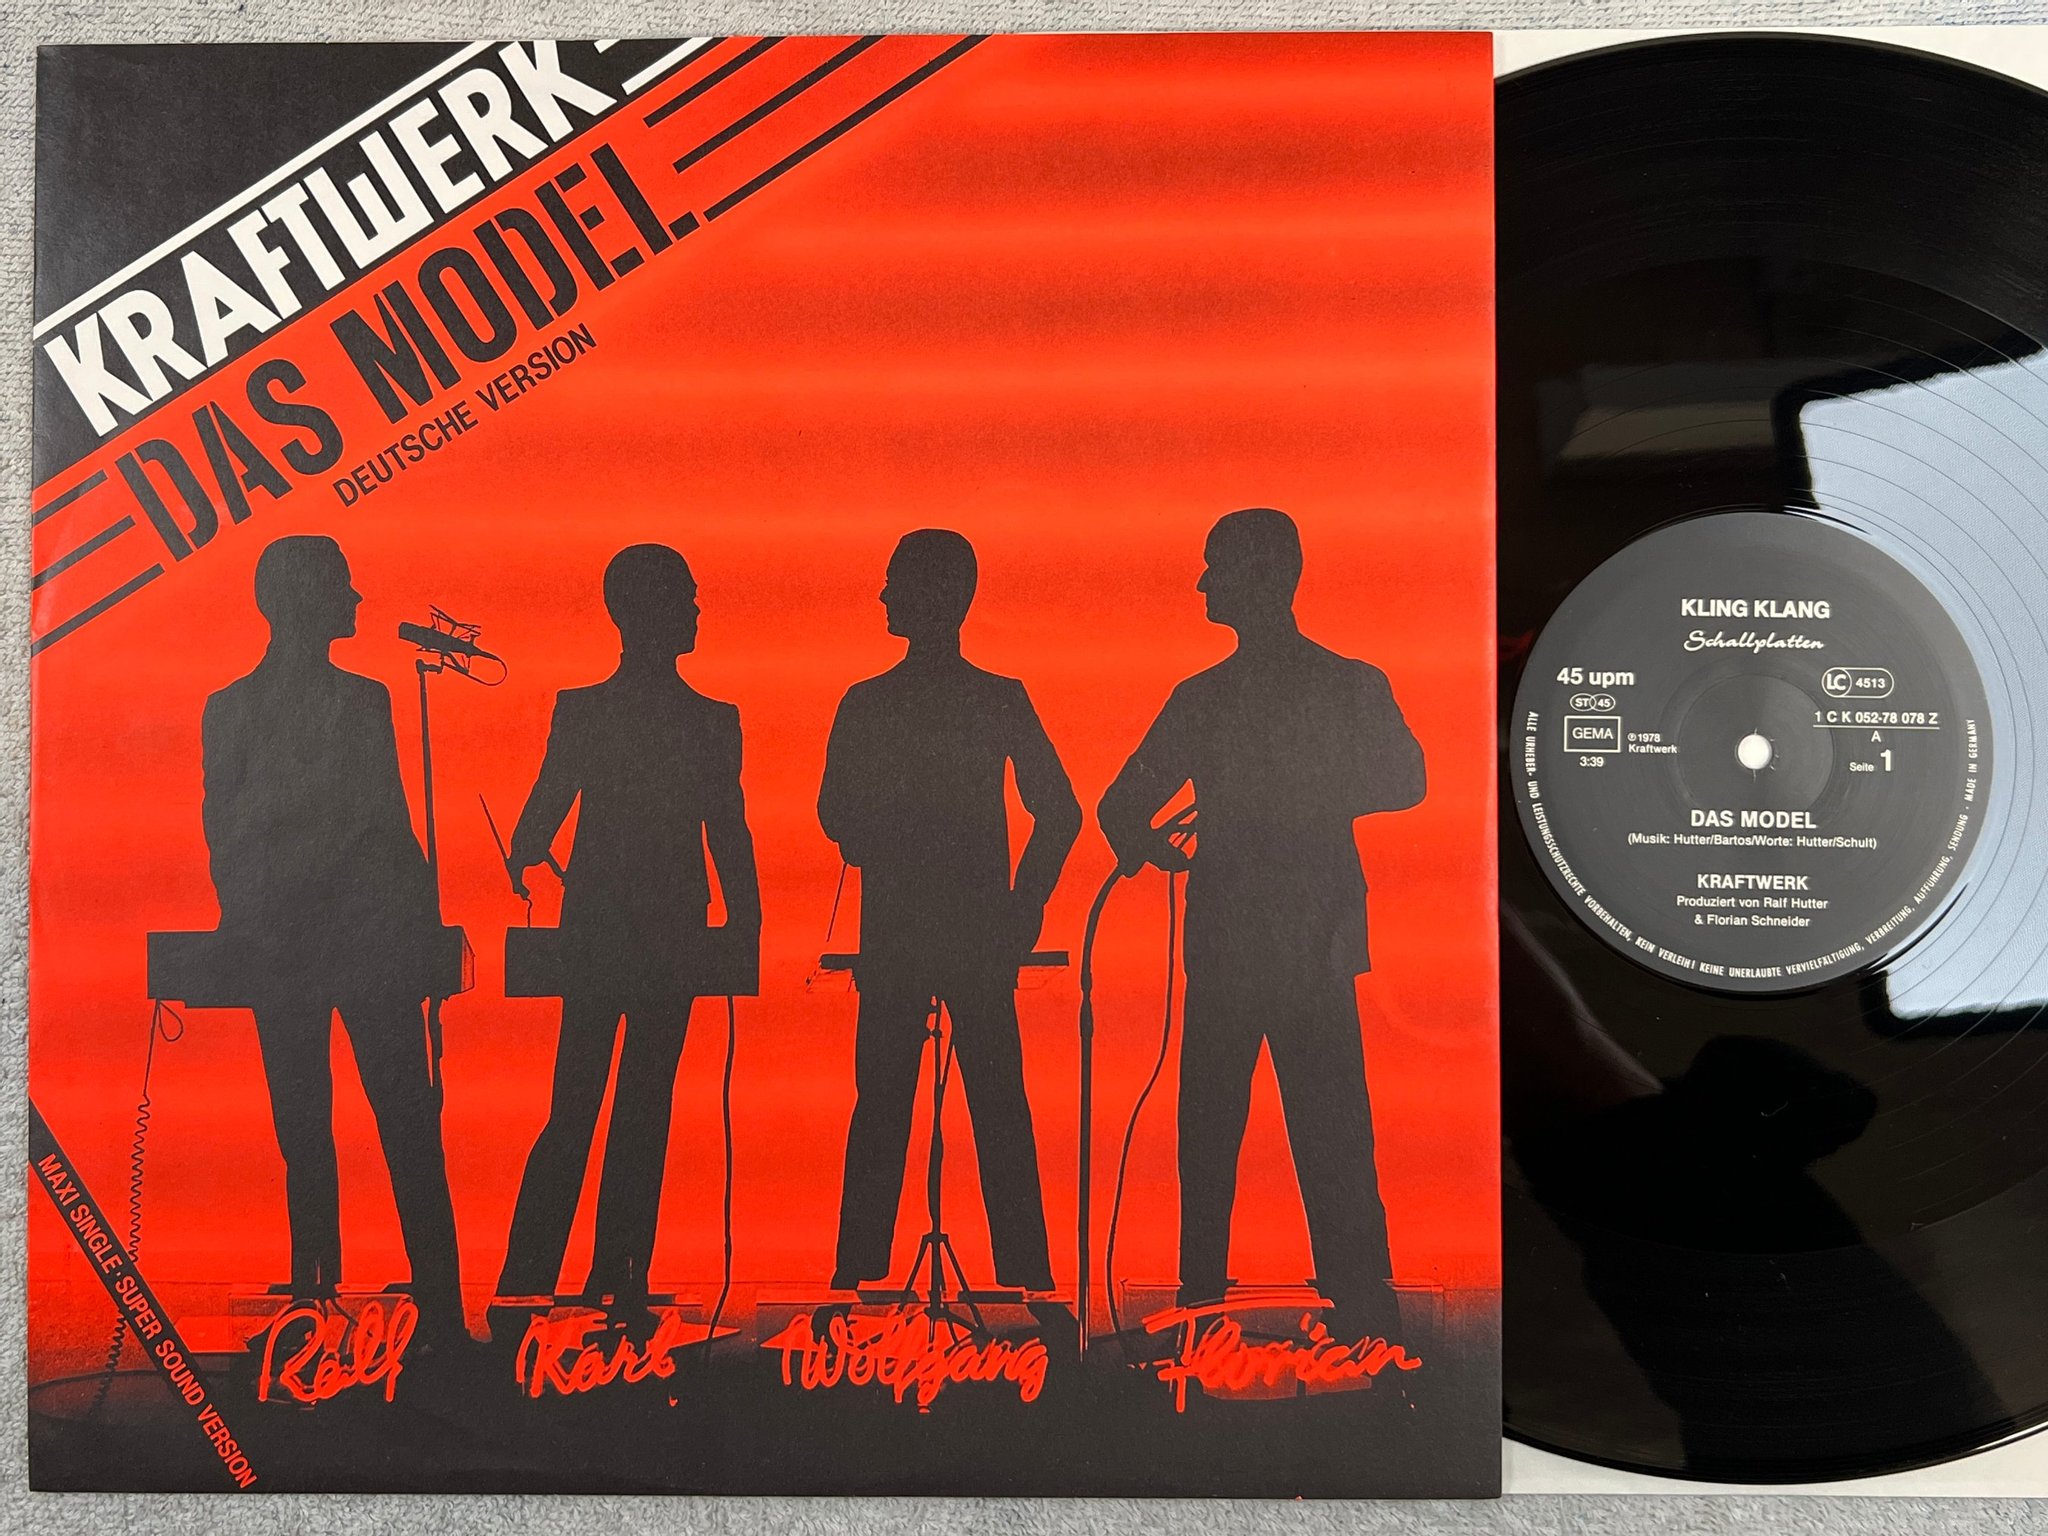 KRAFTWERK
DAS MODEL
DEUTSCHE VERSION
MAXI SINGLE · SUPER SOUND VERSION
Ralf
Karl
Wolfgang
Florian
KLING KLANG
Schallplatten
45 upm
ST 45
GEMA
3:39
℗ 1978
Kraftwerk
LC 4513
1 C K 052-78 078 Z
A
Seite 1
DAS MODEL
(Musik: Hutter/Bartos/Worte: Hutter/Schult)
KRAFTWERK
Produziert von Ralf Hutter
& Florian Schneider
ALLE URHEBER- UND LEISTUNGSSCHUTZRECHTE VORBEHALTEN, KEIN VERLEIH! KEINE UNERLAUBTE VERVIELFÄLTIGUNG, VERBREITUNG, AUFFÜHRUNG, SENDUNG · MADE IN GERMANY